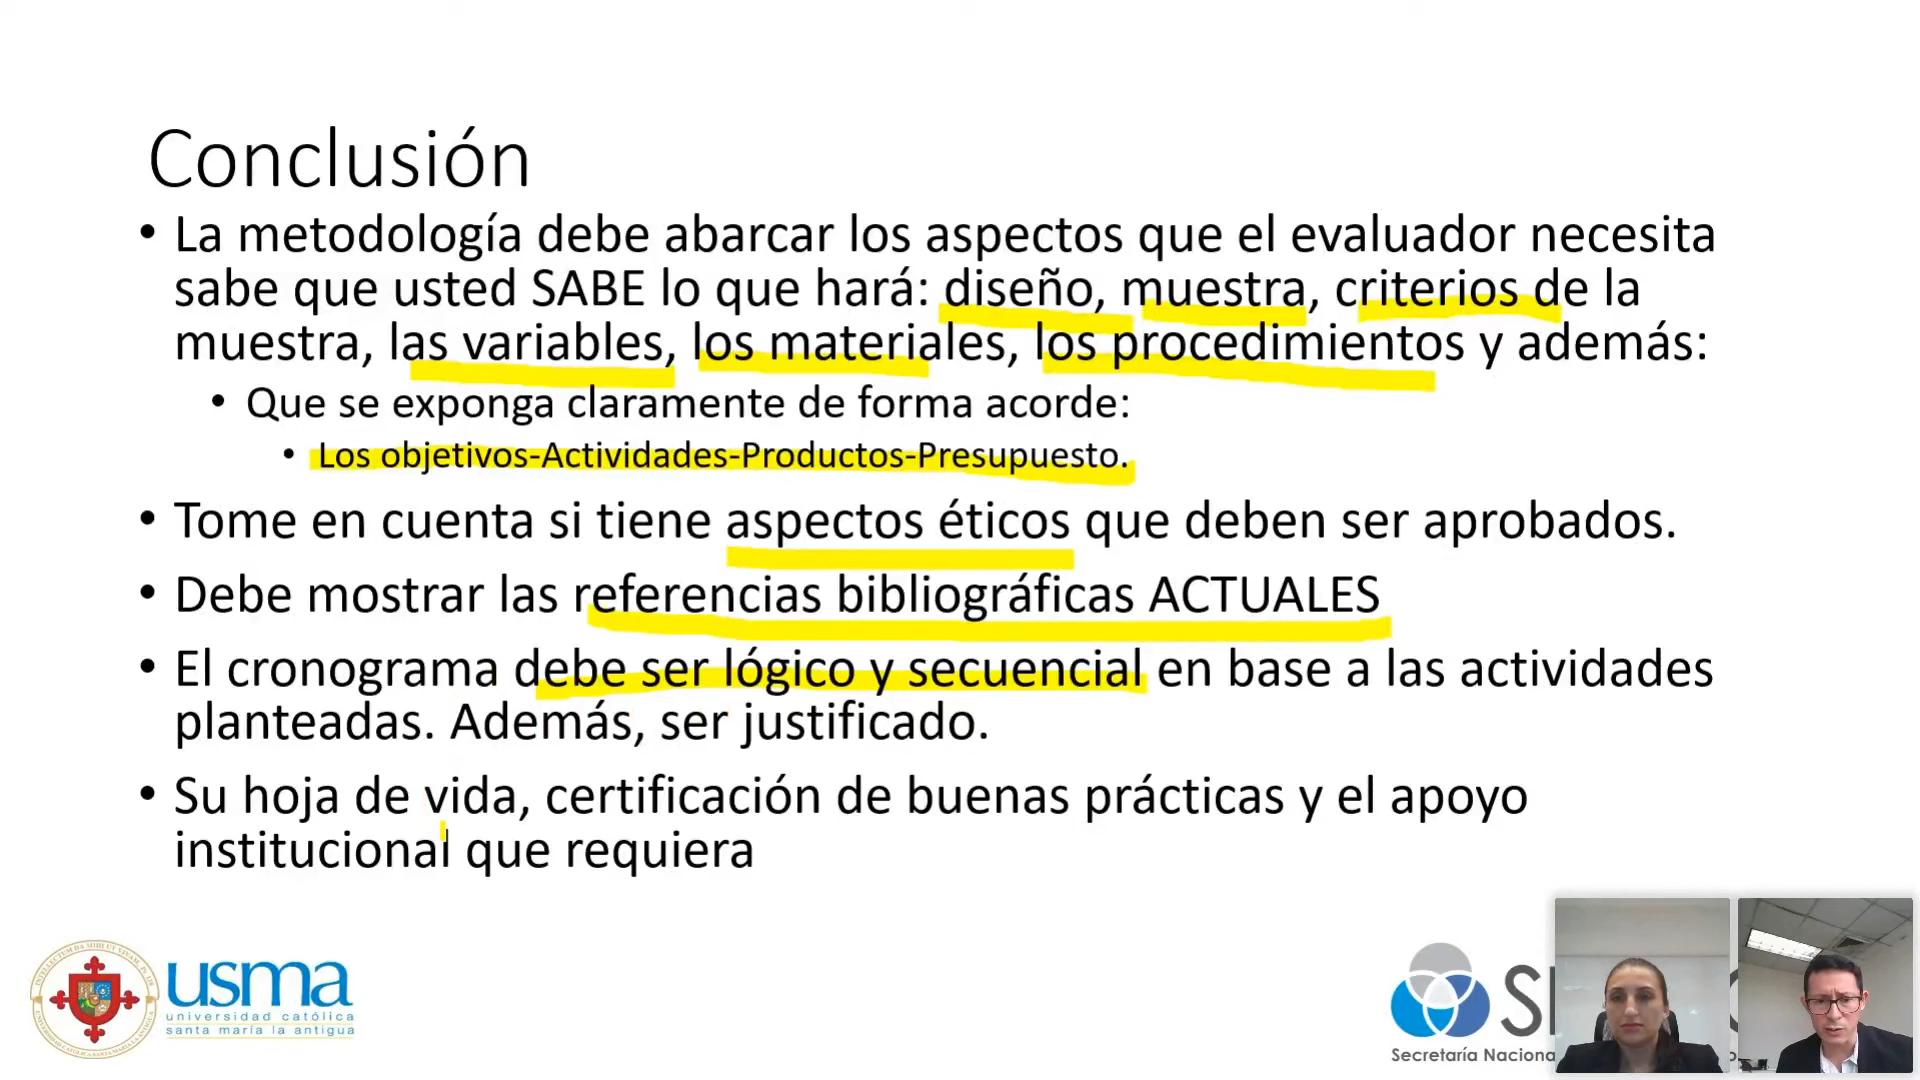 Conclusión
• La metodología debe abarcar los aspectos que el evaluador necesita
sabe que usted SABE lo que hará: diseño, muestra, criterios de la
muestra, las variables, los materiales, los procedimientos y además:
• Que se exponga claramente de forma acorde:
• Los objetivos-Actividades-Productos-Presupuesto.
• Tome en cuenta si tiene aspectos éticos que deben ser aprobados.
• Debe mostrar las referencias bibliográficas ACTUALES
• El cronograma debe ser lógico y secuencial en base a las actividades
planteadas. Además, ser justificado.
• Su hoja de vida, certificación de buenas prácticas y el apoyo
institucional que requiera
usma
universidad católica
santa maría la antigua
Secretaría Naciona